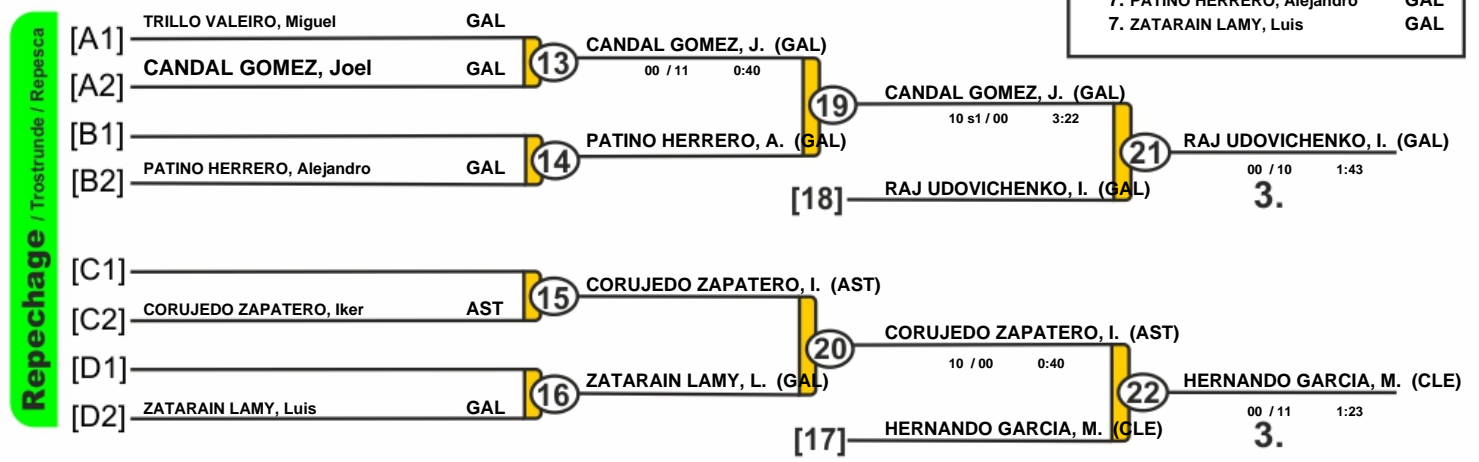 7. PATINO HERRERO, Alejandro GAL
7. ZATARAIN LAMY, Luis GAL
Repechage / Trostrunde / Repesca
[A1] TRILLO VALEIRO, Miguel GAL
[A2] CANDAL GOMEZ, Joel GAL
13
CANDAL GOMEZ, J. (GAL)
00 / 11 0:40
[B1]
[B2] PATINO HERRERO, Alejandro GAL
14
PATINO HERRERO, A. (GAL)
19
CANDAL GOMEZ, J. (GAL)
10 s1 / 00 3:22
[18] RAJ UDOVICHENKO, I. (GAL)
21
RAJ UDOVICHENKO, I. (GAL)
00 / 10 1:43
3.
[C1]
[C2] CORUJEDO ZAPATERO, Iker AST
15
CORUJEDO ZAPATERO, I. (AST)
[D1]
[D2] ZATARAIN LAMY, Luis GAL
16
ZATARAIN LAMY, L. (GAL)
20
CORUJEDO ZAPATERO, I. (AST)
10 / 00 0:40
[17] HERNANDO GARCIA, M. (CLE)
22
HERNANDO GARCIA, M. (CLE)
00 / 11 1:23
3.